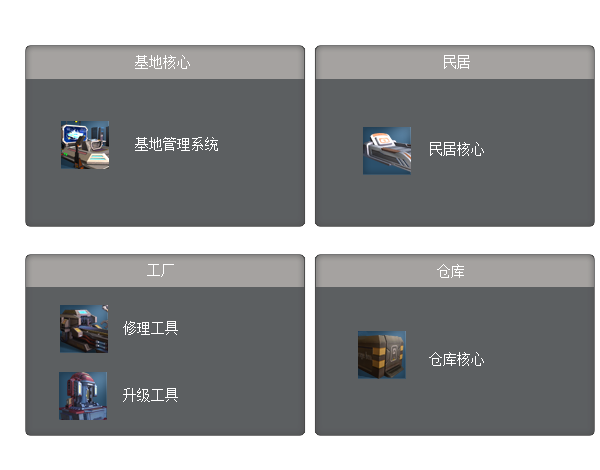 基地核心
基地管理系统
民居
民居核心
工厂
修理工具
升级工具
仓库
仓库核心